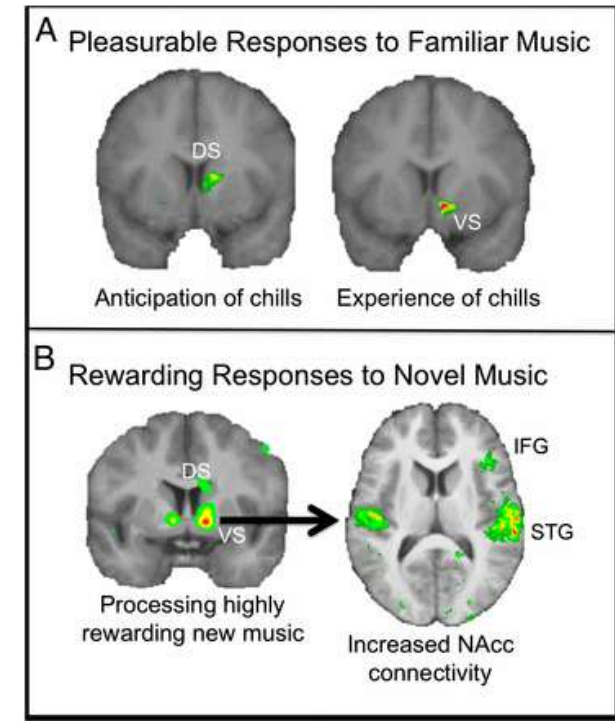 A Pleasurable Responses to Familiar Music
DS
VS
Anticipation of chills
Experience of chills
B Rewarding Responses to Novel Music
DS
VS
IFG
STG
Processing highly
rewarding new music
Increased NAcc
connectivity